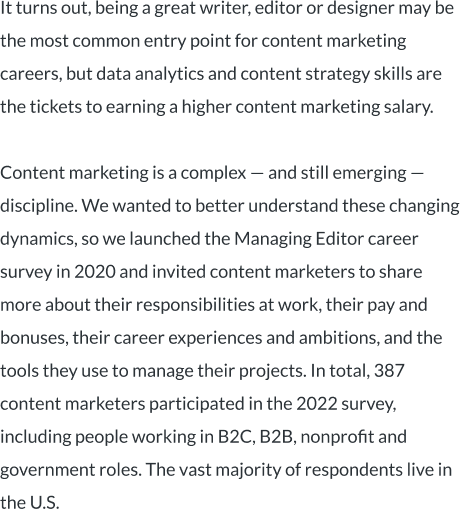 It turns out, being a great writer, editor or designer may be
the most common entry point for content marketing
careers, but data analytics and content strategy skills are
the tickets to earning a higher content marketing salary.
Content marketing is a complex — and still emerging —
discipline. We wanted to better understand these changing
dynamics, so we launched the Managing Editor career
survey in 2020 and invited content marketers to share
more about their responsibilities at work, their pay and
bonuses, their career experiences and ambitions, and the
tools they use to manage their projects. In total, 387
content marketers participated in the 2022 survey,
including people working in B2C, B2B, nonprofit and
government roles. The vast majority of respondents live in
the U.S.